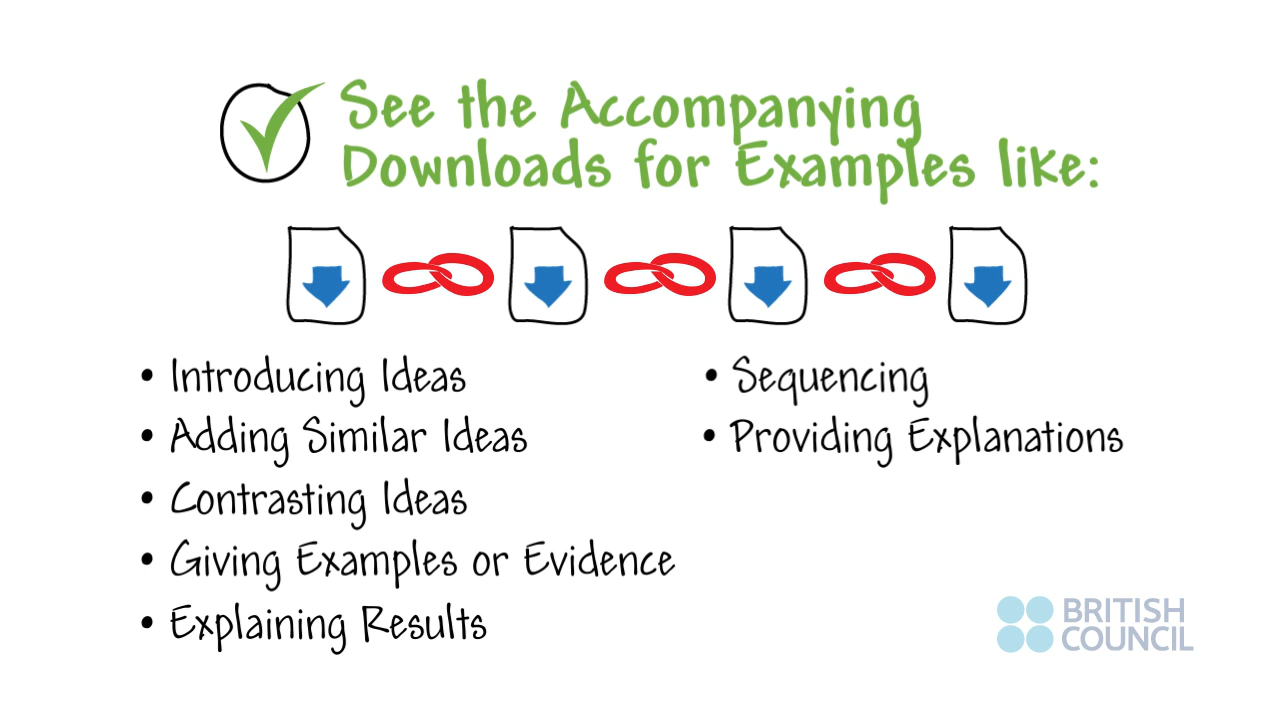 See the Accompanying
Downloads for Examples like:
• Introducing Ideas
• Adding Similar Ideas
• Contrasting Ideas
• Giving Examples or Evidence
• Explaining Results
• Sequencing
• Providing Explanations
BRITISH
COUNCIL